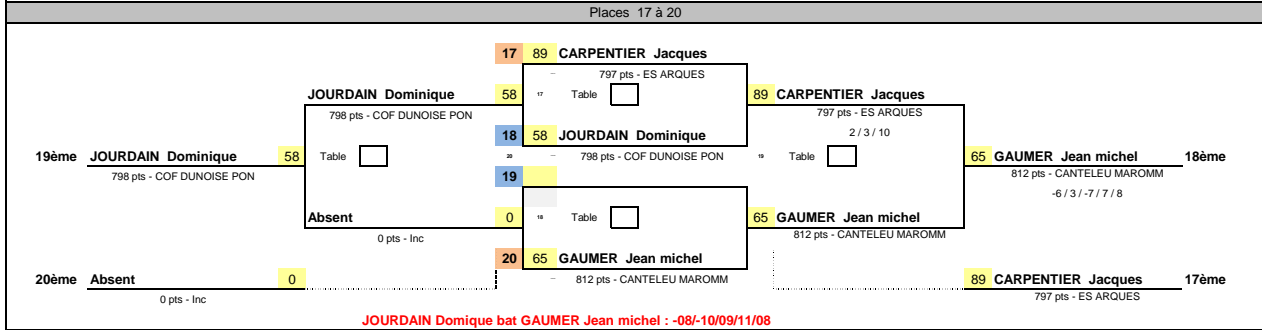 Places 17 à 20
17 89 CARPENTIER Jacques
797 pts - ES ARQUES
JOURDAIN Dominique 58 17 Table 89 CARPENTIER Jacques
798 pts - COF DUNOISE PON
797 pts - ES ARQUES
18 58 JOURDAIN Dominique
2 / 3 / 10
19ème JOURDAIN Dominique 58 Table 20 798 pts - COF DUNOISE PON 19 Table 65 GAUMER Jean michel 18ème
798 pts - COF DUNOISE PON
19
812 pts - CANTELEU MAROMM
-6 / 3 / -7 / 7 / 8
Absent 0 18 Table 65 GAUMER Jean michel
0 pts - Inc
812 pts - CANTELEU MAROMM
20 65 GAUMER Jean michel
20ème Absent 0 812 pts - CANTELEU MAROMM 89 CARPENTIER Jacques 17ème
0 pts - Inc
797 pts - ES ARQUES
JOURDAIN Domique bat GAUMER Jean michel : -08/-10/09/11/08